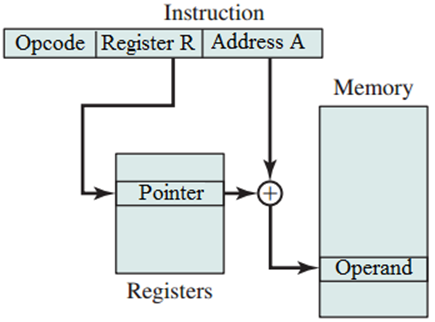 Instruction
Opcode Register R Address A
Memory
Pointer
+
Operand
Registers